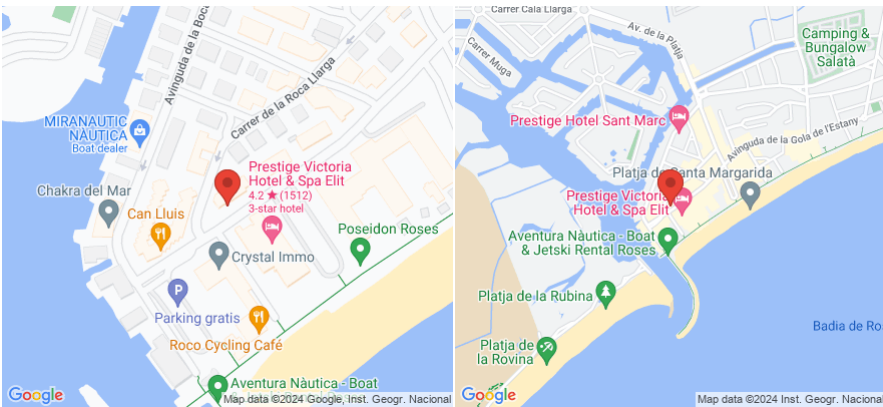 Avinguda de la Roca
Carrer de la Roca Llarga
MIRANAUTIC
NÀUTICA
Boat dealer
Prestige Victoria
Hotel & Spa Elit
4.2 ★ (1512)
3-star hotel
Chakra del Mar
Can Lluis
Poseidon Roses
Crystal Immo
Parking gratis
Roco Cycling Café
Aventura Nàutica - Boat
Google
Map data ©2024 Google, Inst. Geogr. Nacional
Carrer Cala Llarga
Av. de la Platja
Carrer Muga
Camping &
Bungalow
Salatà
Prestige Hotel Sant Marc
Avinguda de la Gola de l'Estany
Platja de Santa Margarida
Prestige Victoria
Hotel & Spa Elit
Aventura Nàutica - Boat
& Jetski Rental Roses
Platja de la Rubina
Badia de Ro
Platja de
la Rovina
Google
Map data ©2024 Inst. Geogr. Nacional